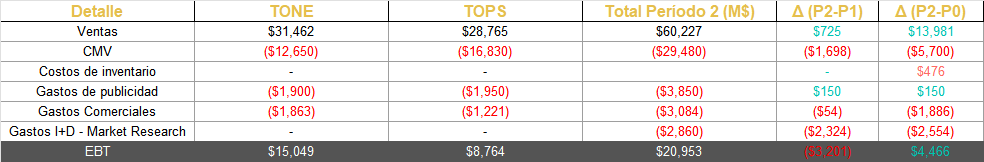 Detalle TONE TOPS Total Período 2 (M$) Δ (P2-P1) Δ (P2-P0)
Ventas $31,462 $28,765 $60,227 $725 $13,981
CMV ($12,650) ($16,830) ($29,480) ($1,698) ($5,700)
Costos de inventario - - - $476
Gastos de publicidad ($1,900) ($1,950) ($3,850) $150 $150
Gastos Comerciales ($1,863) ($1,221) ($3,084) ($54) ($1,886)
Gastos I+D - Market Research - - ($2,860) ($2,324) ($2,554)
EBT $15,049 $8,764 $20,953 ($3,201) $4,466